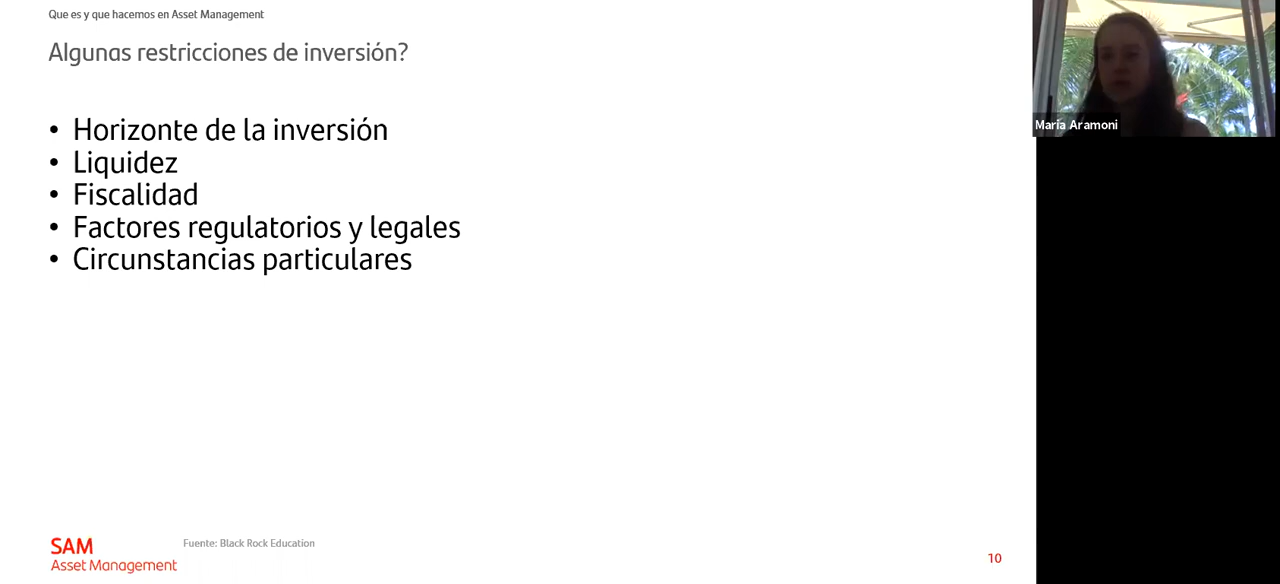 Que es y que hacemos en Asset Management
Algunas restricciones de inversión?
• Horizonte de la inversión
• Liquidez
• Fiscalidad
• Factores regulatorios y legales
• Circunstancias particulares
María Aramoni
SAM
Asset Management
Fuente: Black Rock Education
10